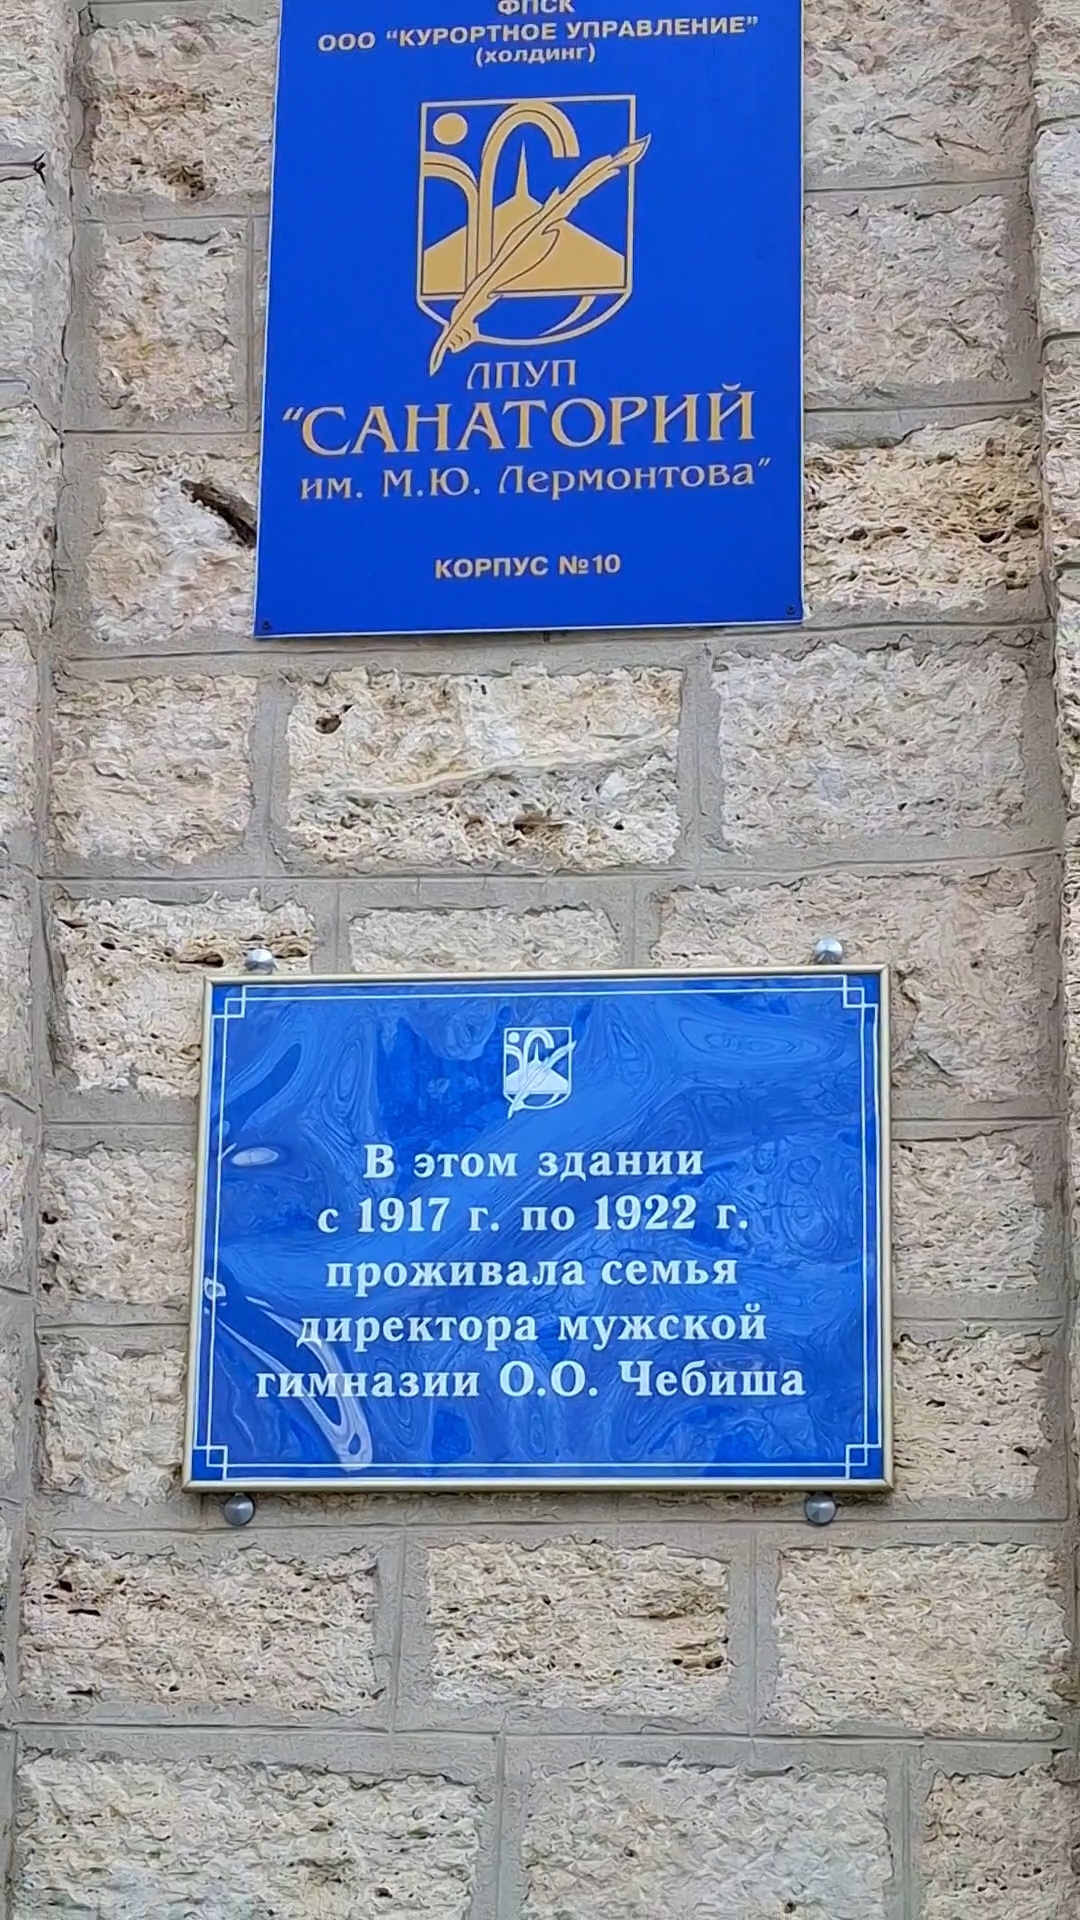 ФПСК
ООО "КУРОРТНОЕ УПРАВЛЕНИЕ"
(холдинг)
ЛПУП
"САНАТОРИЙ
им. М.Ю. Лермонтова"
КОРПУС №10
В этом здании
с 1917 г. по 1922 г.
проживала семья
директора мужской
гимназии О.О. Чебиша